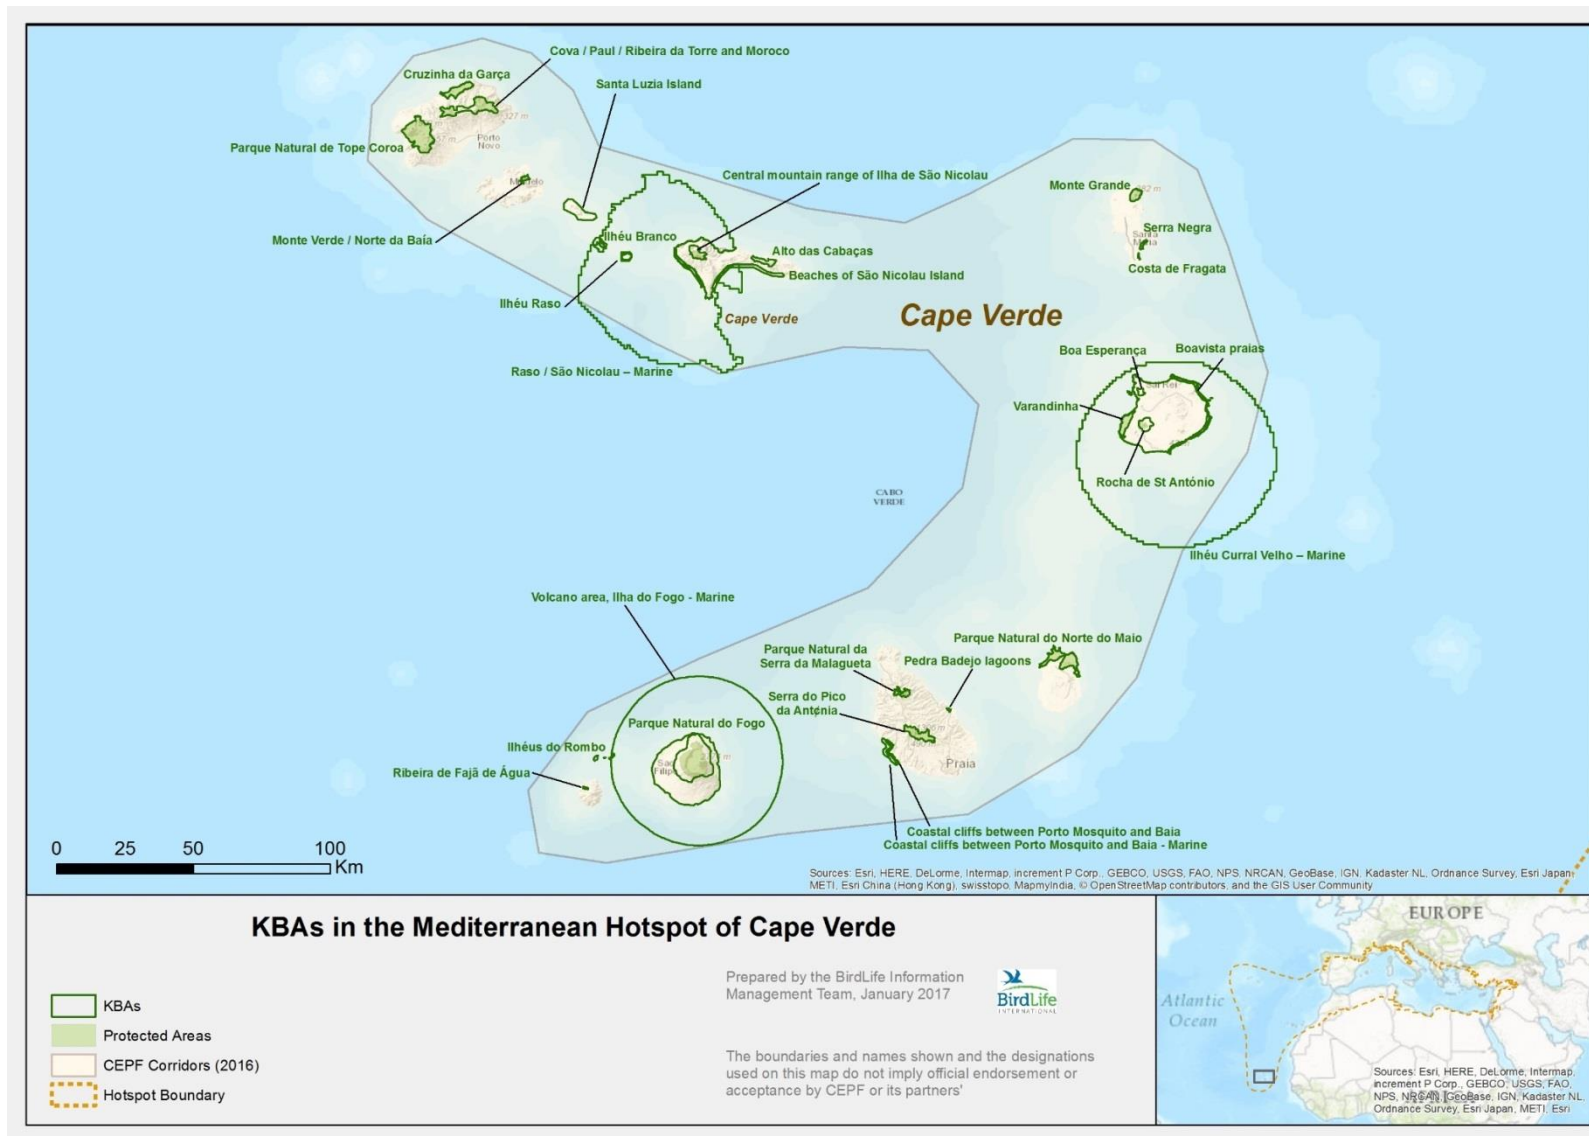 Cova / Paul / Ribeira da Torre and Moroco
Cruzinha da Garça
Santa Luzia Island
327 m
Porto
Novo
Parque Natural de Tope Coroa
Central mountain range of Ilha de São Nicolau
Monte Grande
Monte Verde / Norte da Baía
Ilhéu Branco
Serra Negra
Santa
Maria
Alto das Cabaças
Costa de Fragata
Beaches of São Nicolau Island
Ilhéu Raso
Cape Verde
Cape Verde
Boa Esperança
Boavista praias
Raso / São Nicolau – Marine
Sal Rei
Varandinha
Rocha de St António
CABO
VERDE
Ilhéu Curral Velho – Marine
Volcano area, Ilha do Fogo - Marine
Parque Natural do Norte do Maio
Parque Natural da
Serra da Malagueta
Pedra Badejo lagoons
Serra do Pico
da Antȼnia
Parque Natural do Fogo
Ilhéus do Rombo
Ribeira de Fajã de Água
Praia
Coastal cliffs between Porto Mosquito and Baia
Coastal cliffs between Porto Mosquito and Baia - Marine
0 25 50 100
Km
Sources: Esri, HERE, DeLorme, Intermap, increment P Corp., GEBCO, USGS, FAO, NPS, NRCAN, GeoBase, IGN, Kadaster NL, Ordnance Survey, Esri Japan,
METI, Esri China (Hong Kong), swisstopo, MapmyIndia, © OpenStreetMap contributors, and the GIS User Community
KBAs in the Mediterranean Hotspot of Cape Verde
Prepared by the BirdLife Information
Management Team, January 2017
BirdLife
INTERNATIONAL
KBAs
Protected Areas
CEPF Corridors (2016)
Hotspot Boundary
The boundaries and names shown and the designations
used on this map do not imply official endorsement or
acceptance by CEPF or its partners'
EUROPE
Atlantic
Ocean
AFRICA
Sources: Esri, HERE, DeLorme, Intermap,
increment P Corp., GEBCO, USGS, FAO,
NPS, NRCAN, GeoBase, IGN, Kadaster NL,
Ordnance Survey, Esri Japan, METI, Esri